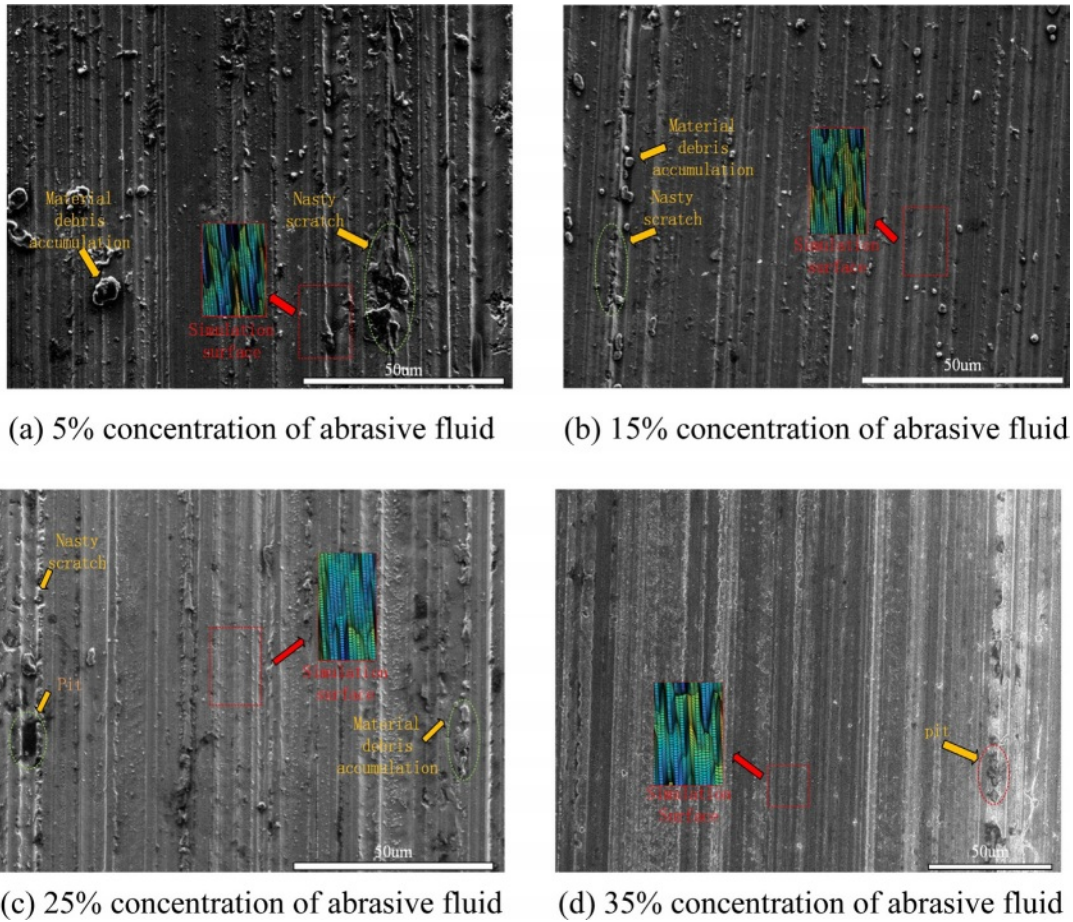 Material
debris
accumulation
Nasty
scratch
Simulation
surface
50um
(a) 5% concentration of abrasive fluid
Material
debris
accumulation
Nasty
scratch
Simulation
surface
50um
(b) 15% concentration of abrasive fluid
Nasty
scratch
Pit
Simulation
surface
Material
debris
accumulation
50um
(c) 25% concentration of abrasive fluid
pit
Simulation
Surface
50um
(d) 35% concentration of abrasive fluid